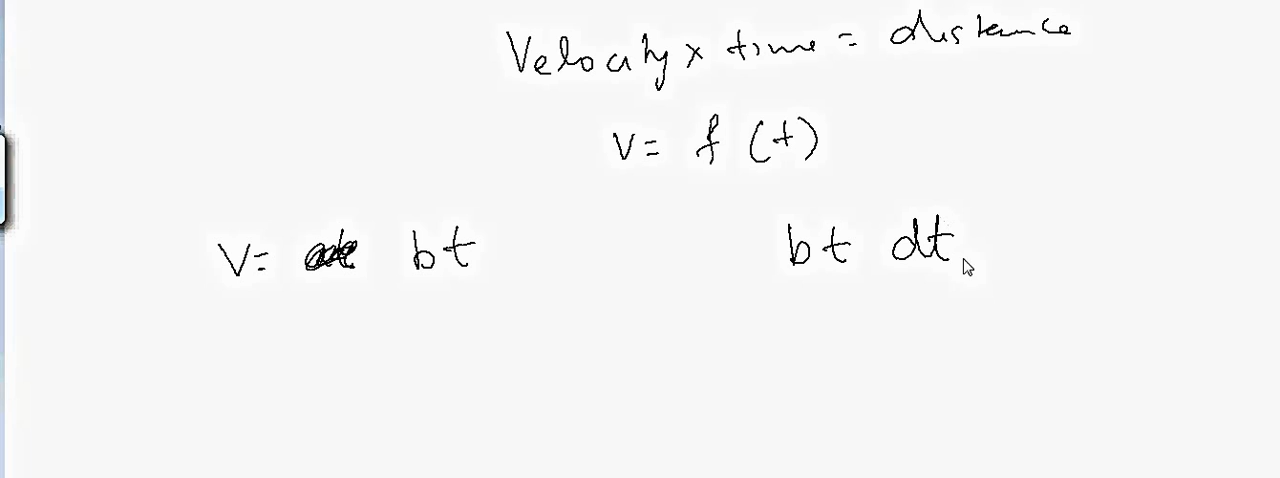 Velocity × time = distance
v = f (t)
v = bt bt dt